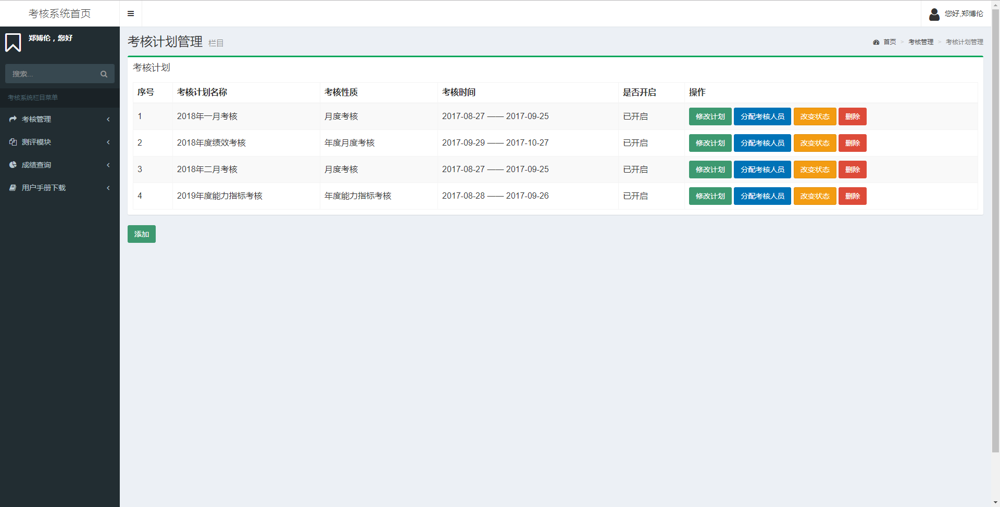 考核系统首页
您好,郑博伦
郑博伦，您好
搜索...
考核系统栏目菜单
考核管理
测评模块
成绩查询
用户手册下载
考核计划管理 栏目
首页 > 考核管理 > 考核计划管理
考核计划
序号 考核计划名称 考核性质 考核时间 是否开启 操作
1 2018年一月考核 月度考核 2017-08-27 —— 2017-09-25 已开启 修改计划 分配考核人员 改变状态 删除
2 2018年度绩效考核 年度月度考核 2017-09-29 —— 2017-10-27 已开启 修改计划 分配考核人员 改变状态 删除
3 2018年二月考核 月度考核 2017-08-27 —— 2017-09-25 已开启 修改计划 分配考核人员 改变状态 删除
4 2019年度能力指标考核 年度能力指标考核 2017-08-28 —— 2017-09-26 已开启 修改计划 分配考核人员 改变状态 删除
添加